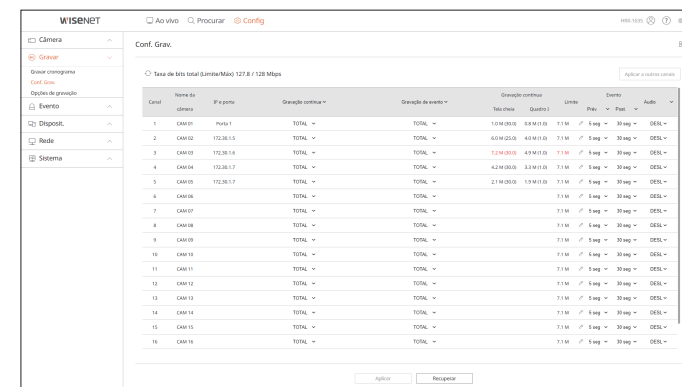 WISENET
Ao vivo Procurar Config
HRX-1635
Câmera
Gravar
Gravar cronograma
Conf. Grav.
Opções de gravação
Evento
Disposit.
Rede
Sistema
Conf. Grav.
Taxa de bits total (Limite/Máx) 127.8 / 128 Mbps
Aplicar a outros canais
Canal Nome da câmera IP e porta Gravação contínua Gravação de evento Gravação contínua Limite Evento Áudio
Tela cheia Quadro I Prév. Post
1 CAM 01 Porta 1 TOTAL TOTAL 1.0 M (30.0) 0.8 M (1.0) 7.1 M 5 seg 30 seg DESL
2 CAM 02 172.30.1.5 TOTAL TOTAL 6.0 M (25.0) 4.0 M (1.0) 7.1 M 5 seg 30 seg DESL
3 CAM 03 172.30.1.6 TOTAL TOTAL 7.2 M (30.0) 4.9 M (1.0) 7.1 M 5 seg 30 seg DESL
4 CAM 04 172.30.1.7 TOTAL TOTAL 4.2 M (30.0) 3.3 M (1.0) 7.1 M 5 seg 30 seg DESL
5 CAM 05 172.30.1.7 TOTAL TOTAL 2.1 M (30.0) 1.9 M (1.0) 7.1 M 5 seg 30 seg DESL
6 CAM 06 TOTAL TOTAL 7.1 M 5 seg 30 seg DESL
7 CAM 07 TOTAL TOTAL 7.1 M 5 seg 30 seg DESL
8 CAM 08 TOTAL TOTAL 7.1 M 5 seg 30 seg DESL
9 CAM 09 TOTAL TOTAL 7.1 M 5 seg 30 seg DESL
10 CAM 10 TOTAL TOTAL 7.1 M 5 seg 30 seg DESL
11 CAM 11 TOTAL TOTAL 7.1 M 5 seg 30 seg DESL
12 CAM 12 TOTAL TOTAL 7.1 M 5 seg 30 seg DESL
13 CAM 13 TOTAL TOTAL 7.1 M 5 seg 30 seg DESL
14 CAM 14 TOTAL TOTAL 7.1 M 5 seg 30 seg DESL
15 CAM 15 TOTAL TOTAL 7.1 M 5 seg 30 seg DESL
16 CAM 16 TOTAL TOTAL 7.1 M 5 seg 30 seg DESL
Aplicar Recuperar